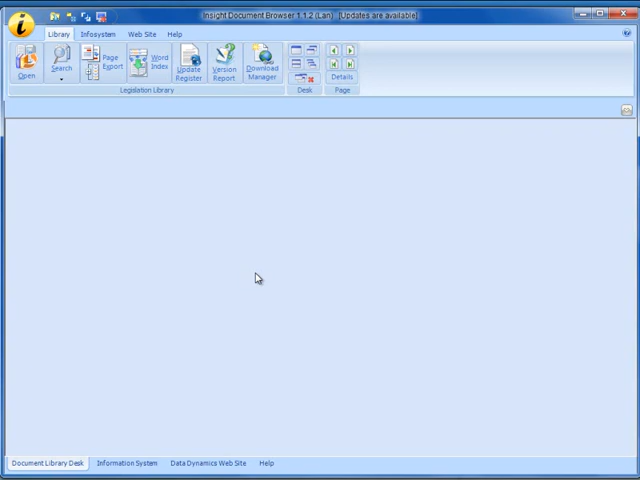 Insight Document Browser 1.1.2 (Lan) [Updates are available]
Library Infosystem Web Site Help
Open
Search
Page
Export
Word
Index
Update
Register
Version
Report
Download
Manager
Details
Legislation Library Desk Page
Document Library Desk Information System Data Dynamics Web Site Help